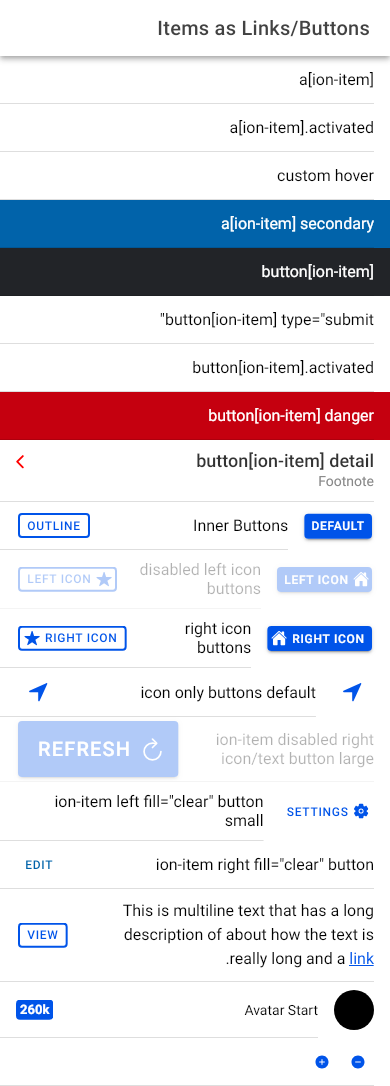 Items as Links/Buttons
a[ion-item]
a[ion-item].activated
custom hover
a[ion-item] secondary
button[ion-item]
"button[ion-item] type="submit
button[ion-item].activated
button[ion-item] danger
button[ion-item] detail
Footnote
OUTLINE Inner Buttons DEFAULT
LEFT ICON disabled left icon LEFT ICON
buttons
RIGHT ICON right icon RIGHT ICON
buttons
icon only buttons default
REFRESH ion-item disabled right
icon/text button large
ion-item left fill="clear" button SETTINGS
small
EDIT ion-item right fill="clear" button
This is multiline text that has a long
VIEW description of about how the text is
.really long and a link
260k Avatar Start